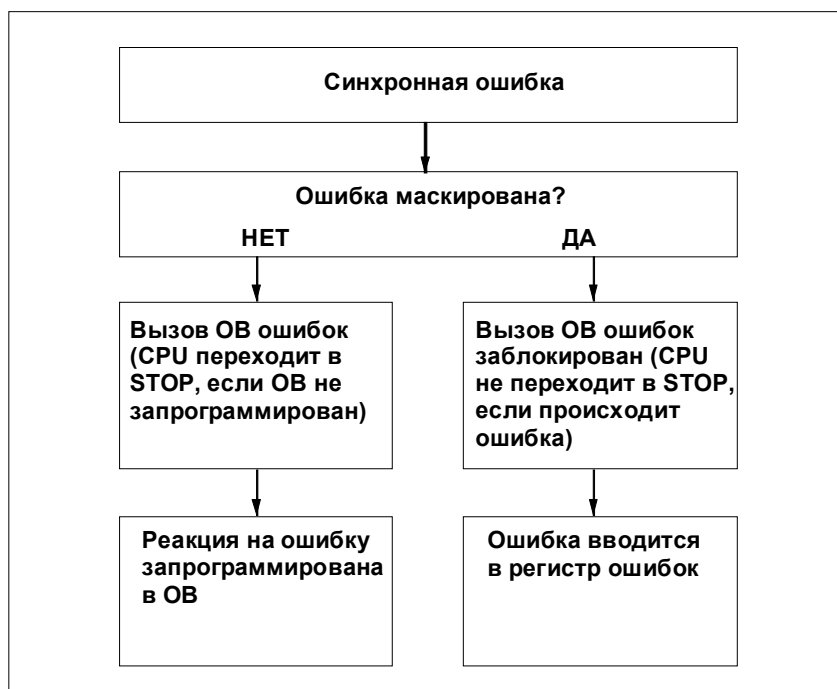 Синхронная ошибка
Ошибка маскирована?
НЕТ ДА
Вызов OB ошибок
(CPU переходит в
STOP, если OB не
запрограммирован)
Вызов OB ошибок
заблокирован (CPU
не переходит в STOP,
если происходит
ошибка)
Реакция на ошибку
запрограммирована
в OB
Ошибка вводится
в регистр ошибок